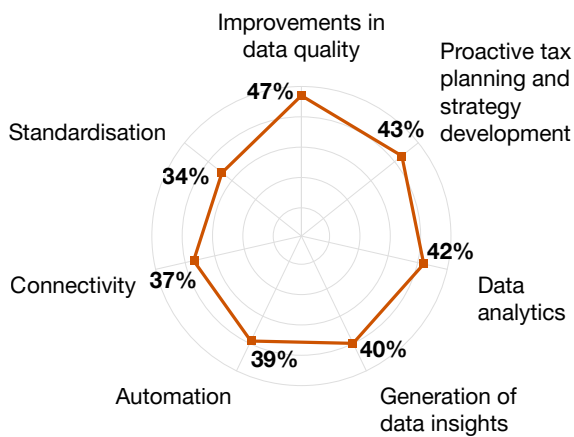 Improvements in
data quality
47%
Proactive tax
planning and
strategy
development
43%
42%
Data
analytics
40%
Generation of
data insights
39%
Automation
37%
Connectivity
34%
Standardisation